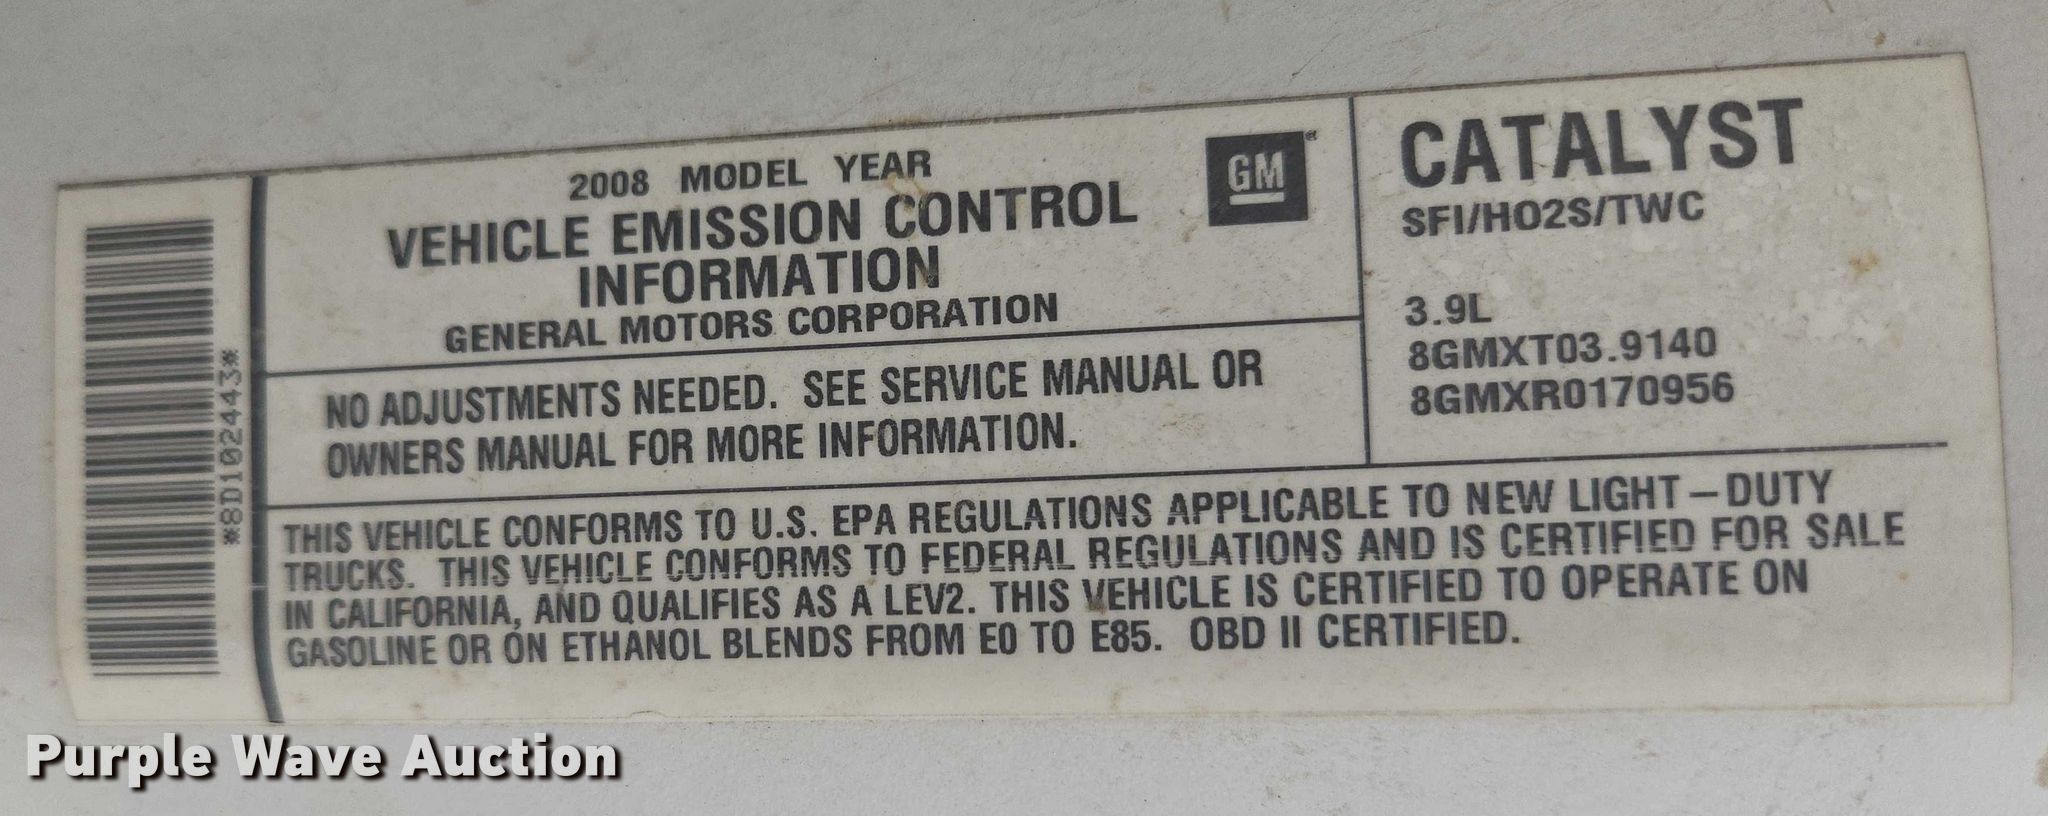 *8D102443*
2008 MODEL YEAR
VEHICLE EMISSION CONTROL
INFORMATION
GENERAL MOTORS CORPORATION
GM
CATALYST
SFI/HO2S/TWC
3.9L
8GMXT03.9140
8GMXR0170956
NO ADJUSTMENTS NEEDED. SEE SERVICE MANUAL OR
OWNERS MANUAL FOR MORE INFORMATION.
THIS VEHICLE CONFORMS TO U.S. EPA REGULATIONS APPLICABLE TO NEW LIGHT-DUTY
TRUCKS. THIS VEHICLE CONFORMS TO FEDERAL REGULATIONS AND IS CERTIFIED FOR SALE
IN CALIFORNIA, AND QUALIFIES AS A LEV2. THIS VEHICLE IS CERTIFIED TO OPERATE ON
GASOLINE OR ON ETHANOL BLENDS FROM E0 TO E85. OBD II CERTIFIED.
Purple Wave Auction